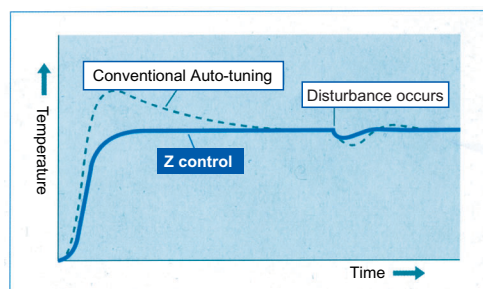 Conventional Auto-tuning
Disturbance occurs
Temperature
Z control
Time